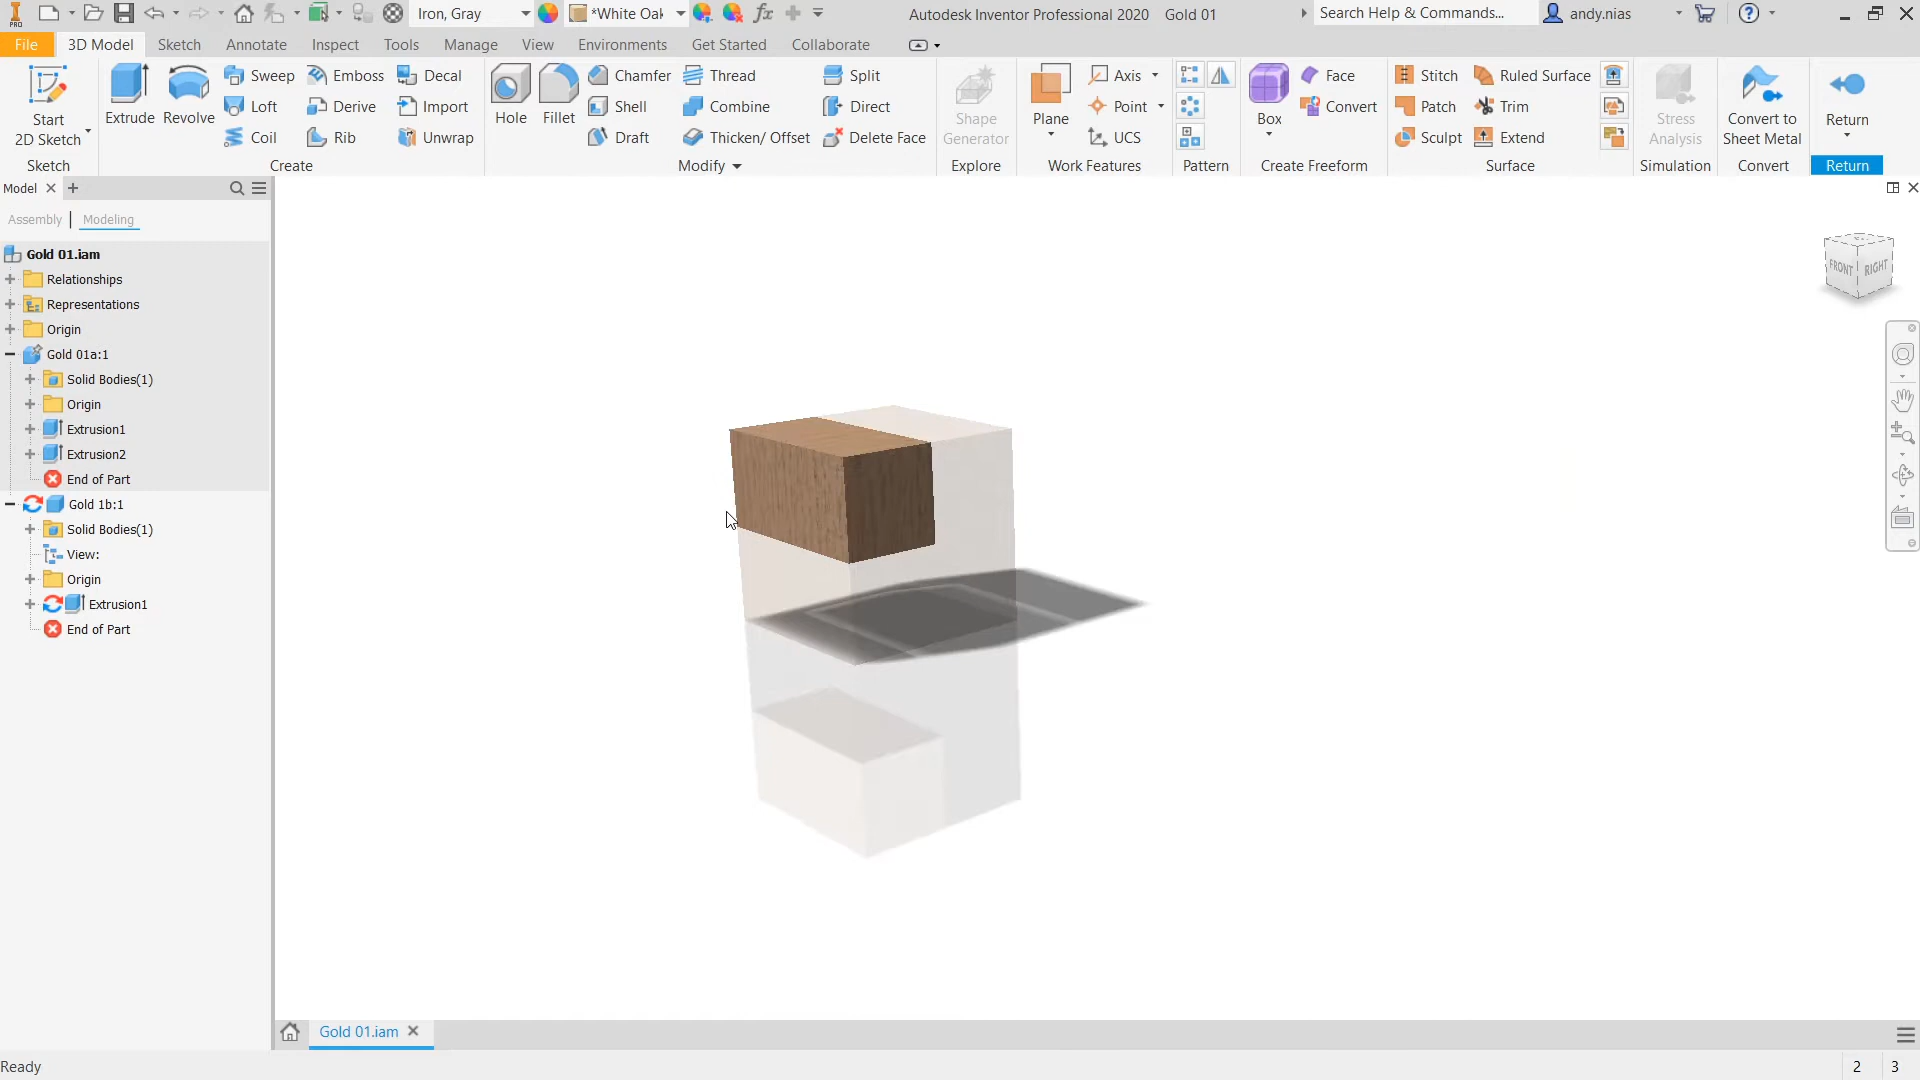 PRO
Iron, Gray
*White Oak
fx
Autodesk Inventor Professional 2020 Gold 01
Search Help & Commands...
andy.nias
File 3D Model Sketch Annotate Inspect Tools Manage View Environments Get Started Collaborate
Start
2D Sketch
Sketch
Extrude
Revolve
Sweep
Emboss
Decal
Loft
Derive
Import
Coil
Rib
Unwrap
Create
Hole
Fillet
Chamfer
Thread
Split
Shell
Combine
Direct
Draft
Thicken/ Offset
Delete Face
Modify
Shape
Generator
Explore
Plane
Axis
Point
UCS
Work Features
Pattern
Box
Face
Convert
Create Freeform
Stitch
Ruled Surface
Patch
Trim
Sculpt
Extend
Surface
Stress
Analysis
Simulation
Convert to
Sheet Metal
Convert
Return
Return
Model
Assembly
Modeling
Gold 01.iam
Relationships
Representations
Origin
Gold 01a:1
Solid Bodies(1)
Origin
Extrusion1
Extrusion2
End of Part
Gold 1b:1
Solid Bodies(1)
View:
Origin
Extrusion1
End of Part
FRONT
RIGHT
Gold 01.iam
Ready
2 3